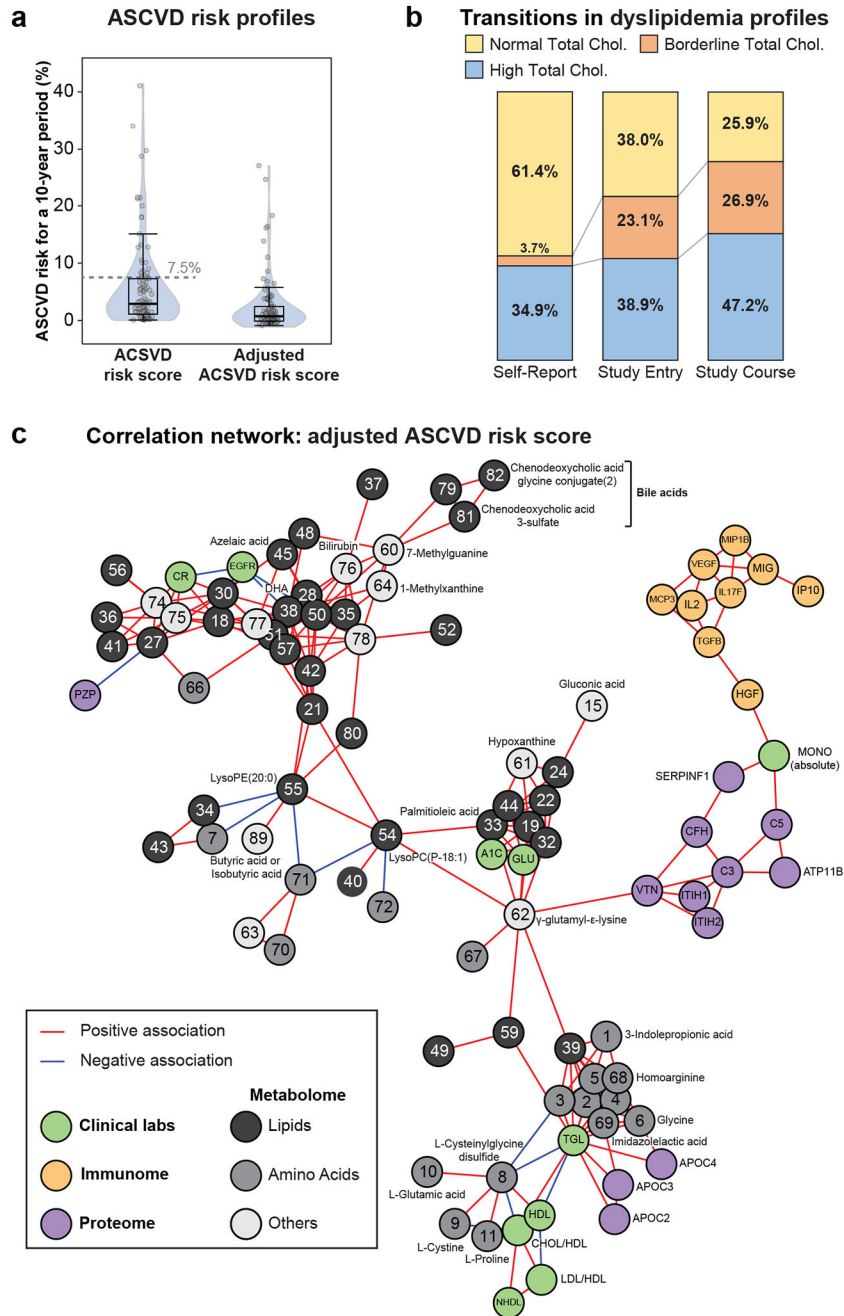 a
ASCVD risk profiles
ASCVD risk for a 10-year period (%)
40
30
20
10
0
7.5%
ACSVD
risk score
Adjusted
ACSVD risk score
b
Transitions in dyslipidemia profiles
Normal Total Chol.
Borderline Total Chol.
High Total Chol.
61.4%
3.7%
34.9%
38.0%
23.1%
38.9%
25.9%
26.9%
47.2%
Self-Report
Study Entry
Study Course
c
Correlation network: adjusted ASCVD risk score
37
79
82
Chenodeoxycholic acid
glycine conjugate(2)
Bile acids
81
Chenodeoxycholic acid
3-sulfate
48
60
7-Methylguanine
Azelaic acid
45
Bilirubin
76
56
CR
EGFR
DHA
64
1-Methylxanthine
74
30
28
36
75
18
77
38
50
35
41
27
51
57
78
52
42
PZP
66
21
80
MIP1B
VEGF
MIG
MCP3
IL2
IL17F
IP10
TGFB
HGF
MONO
(absolute)
Gluconic acid
15
Hypoxanthine
61
24
LysoPE(20:0)
55
34
44
22
SERPINF1
Palmitioleic acid
33
19
43
7
89
54
32
CFH
C5
Butyric acid or
Isobutyric acid
LysoPC(P-18:1)
A1C
GLU
71
40
C3
ATP11B
72
VTN
ITIH1
ITIH2
62
γ-glutamyl-ε-lysine
63
70
67
59
49
39
1
3-Indolepropionic acid
5
68
Homoarginine
3
2
4
69
6
Glycine
Imidazolelactic acid
TGL
L-Cysteinylglycine
disulfide
10
8
APOC4
L-Glutamic acid
APOC3
9
11
HDL
APOC2
L-Cystine
CHOL/HDL
L-Proline
LDL/HDL
NHDL
Positive association
Negative association
Metabolome
Clinical labs
Lipids
Immunome
Amino Acids
Proteome
Others